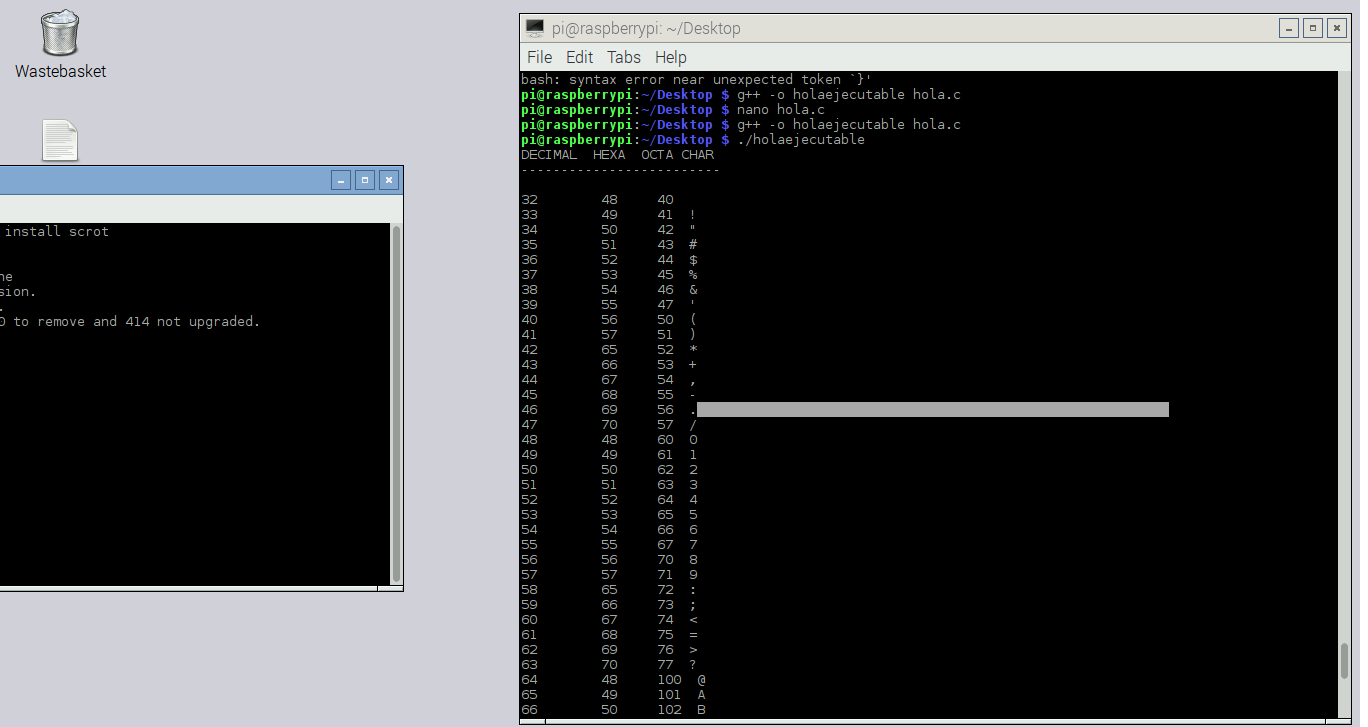 Wastebasket
install scrot
ne
sion.
.
0 to remove and 414 not upgraded.
pi@raspberrypi: ~/Desktop
File Edit Tabs Help
bash: syntax error near unexpected token `}'
pi@raspberrypi:~/Desktop $ g++ -o holaejecutable hola.c
pi@raspberrypi:~/Desktop $ nano hola.c
pi@raspberrypi:~/Desktop $ g++ -o holaejecutable hola.c
pi@raspberrypi:~/Desktop $ ./holaejecutable
DECIMAL  HEXA  OCTA CHAR
-------------------------
32        48     40
33        49     41  !
34        50     42  "
35        51     43  #
36        52     44  $
37        53     45  %
38        54     46  &
39        55     47  '
40        56     50  (
41        57     51  )
42        65     52  *
43        66     53  +
44        67     54  ,
45        68     55  -
46        69     56  .
47        70     57  /
48        48     60  0
49        49     61  1
50        50     62  2
51        51     63  3
52        52     64  4
53        53     65  5
54        54     66  6
55        55     67  7
56        56     70  8
57        57     71  9
58        65     72  :
59        66     73  ;
60        67     74  <
61        68     75  =
62        69     76  >
63        70     77  ?
64        48     100  @
65        49     101  A
66        50     102  B